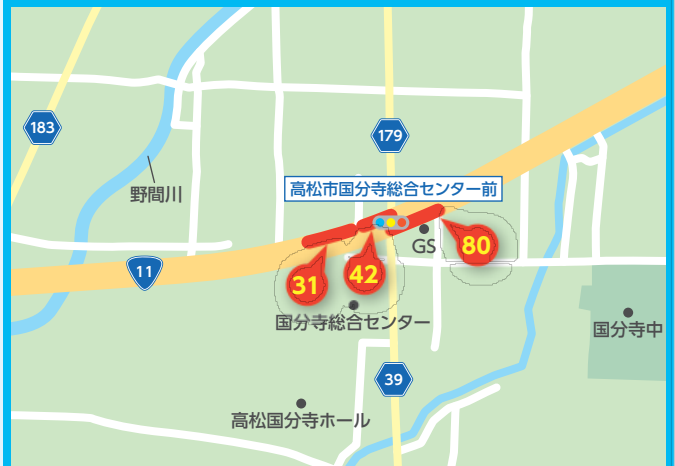 183
179
野間川
高松市国分寺総合センター前
GS
80
11
31
42
国分寺総合センター
国分寺中
39
高松国分寺ホール